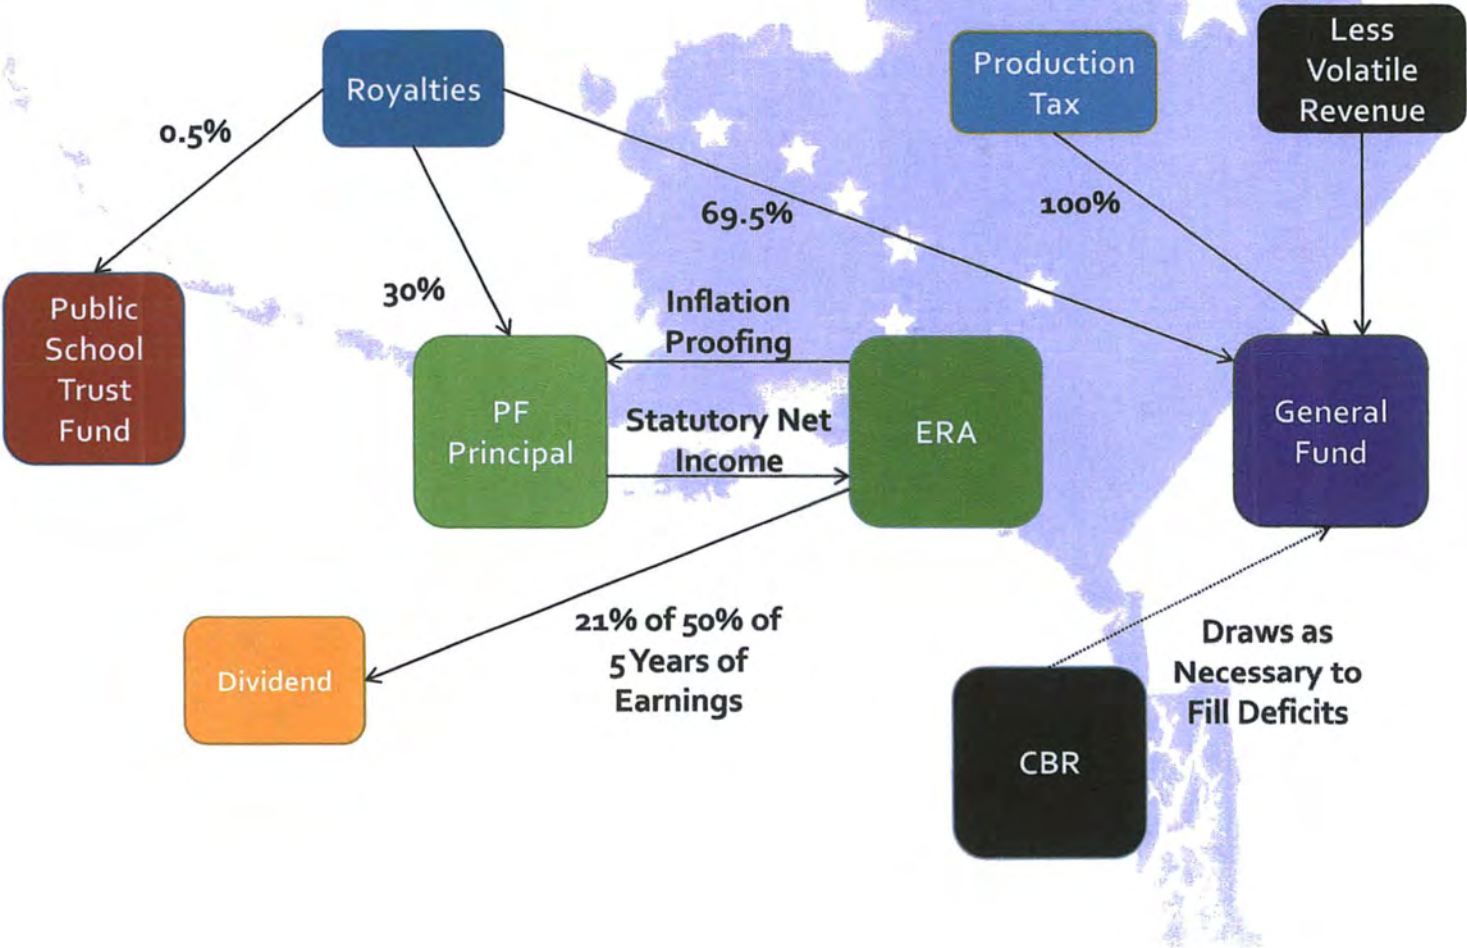 Royalties
Production
Tax
Less
Volatile
Revenue
0.5%
69.5%
100%
30%
Public
School
Trust
Fund
Inflation
Proofing
PF
Principal
Statutory Net
Income
ERA
General
Fund
Dividend
21% of 50% of
5 Years of
Earnings
Draws as
Necessary to
Fill Deficits
CBR